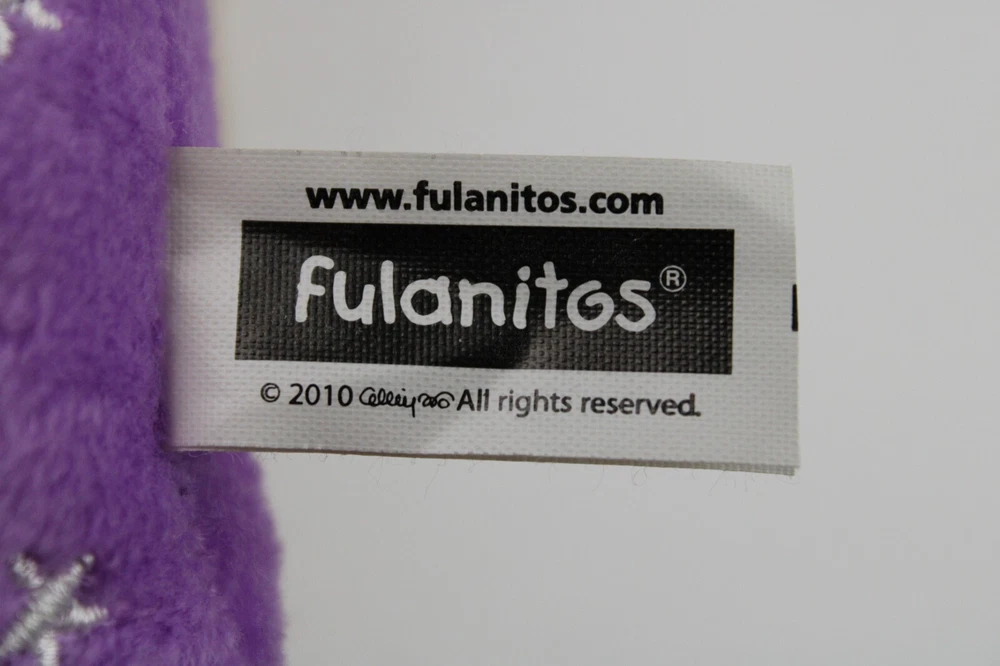 www.fulanitos.com
fulanitos®
© 2010 All rights reserved.